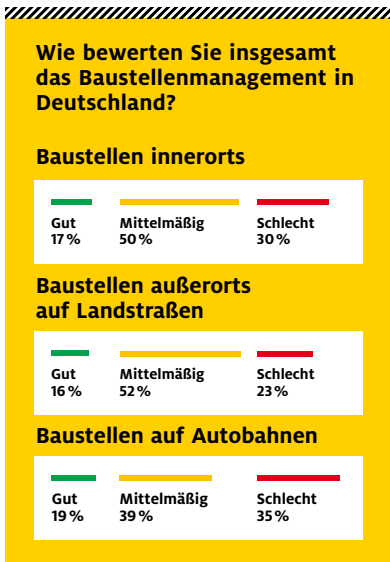 Wie bewerten Sie insgesamt
das Baustellenmanagement in
Deutschland?
Baustellen innerorts
Gut Mittelmäßig Schlecht
17 % 50 % 30 %
Baustellen außerorts
auf Landstraßen
Gut Mittelmäßig Schlecht
16 % 52 % 23 %
Baustellen auf Autobahnen
Gut Mittelmäßig Schlecht
19 % 39 % 35 %